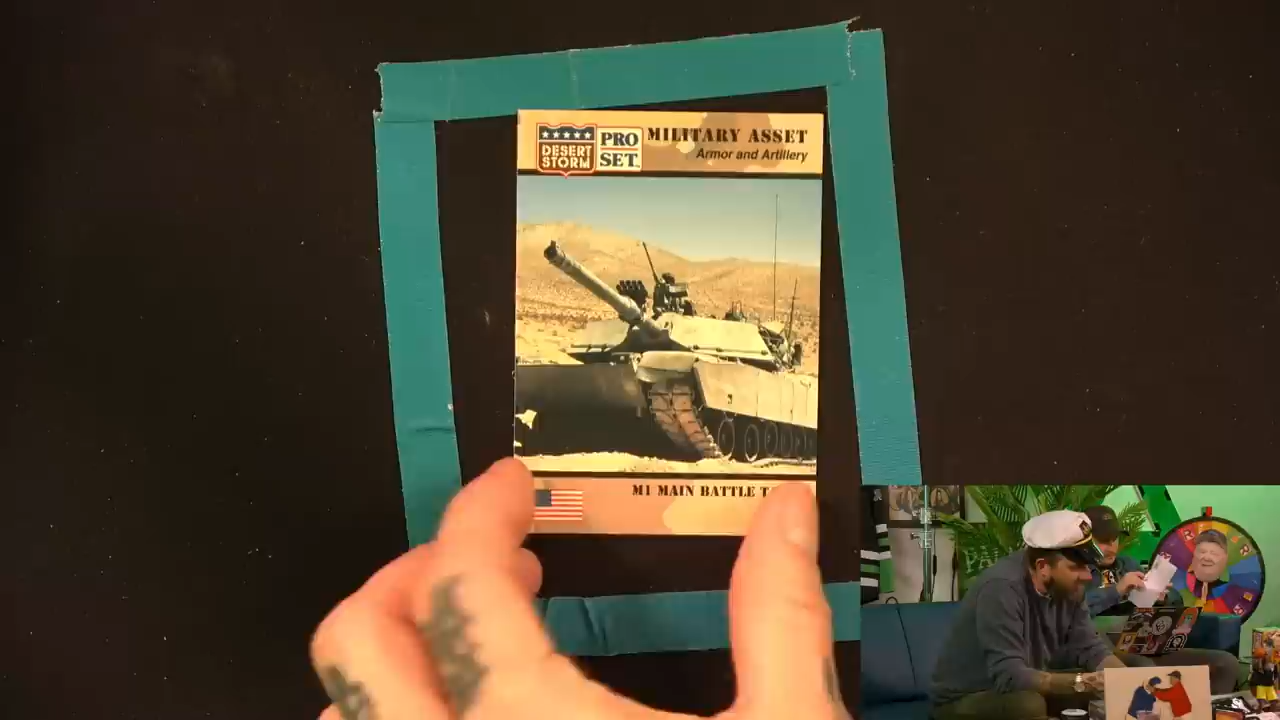 DESERT
STORM
PRO
SET
MILITARY ASSET
Armor and Artillery
M1 MAIN BATTLE